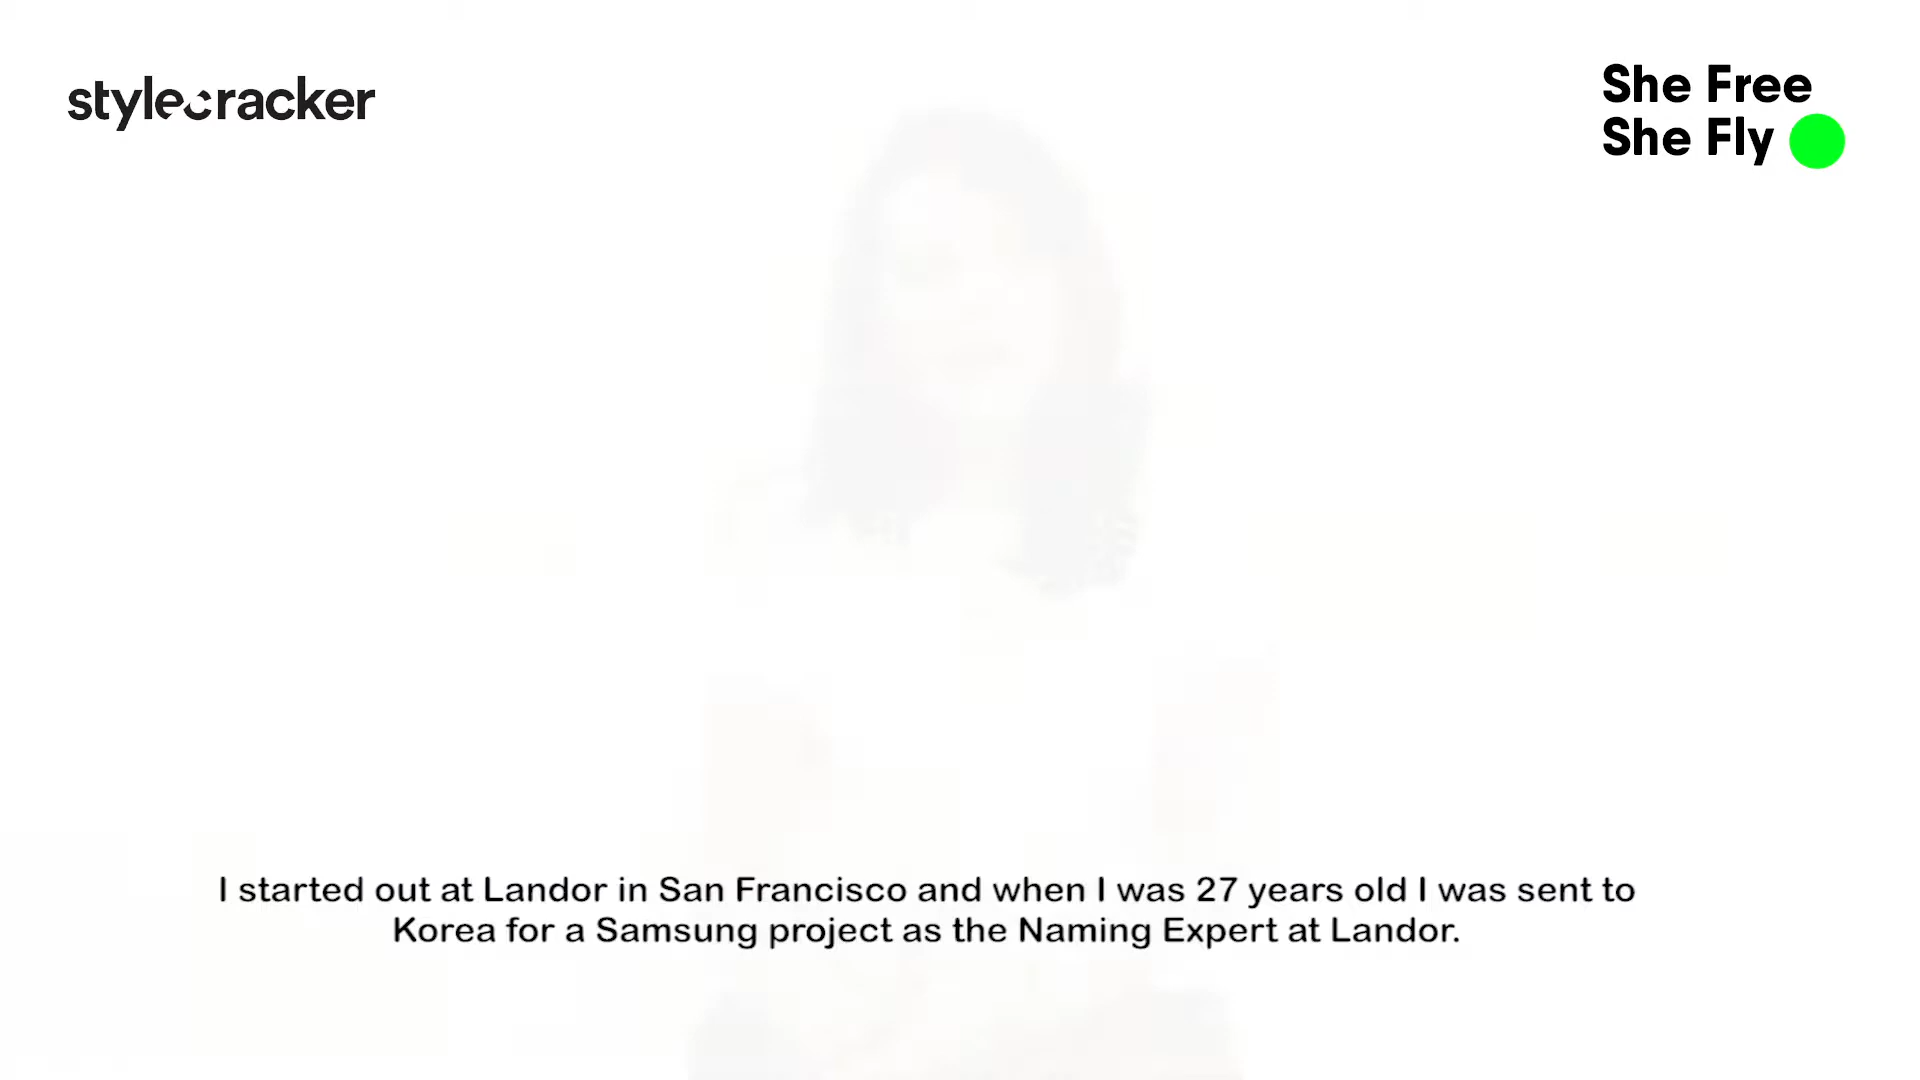 stylecracker
She Free
She Fly
I started out at Landor in San Francisco and when I was 27 years old I was sent to
Korea for a Samsung project as the Naming Expert at Landor.